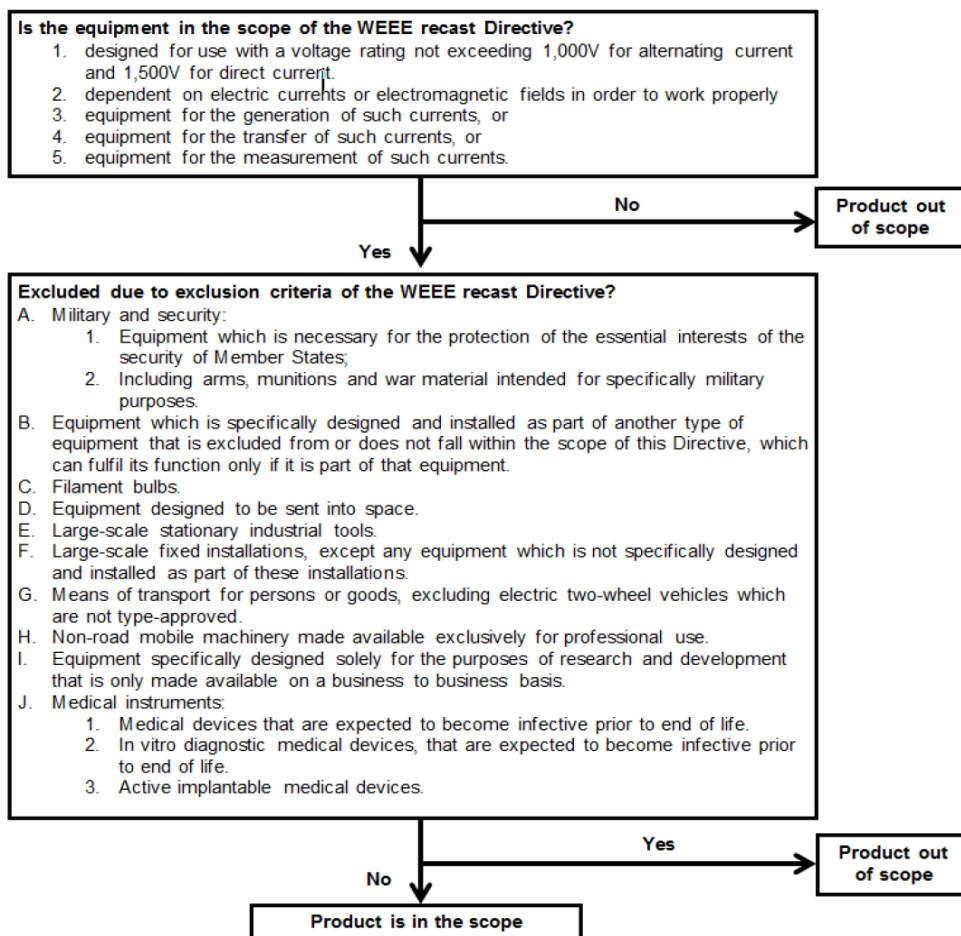 Is the equipment in the scope of the WEEE recast Directive?
1. designed for use with a voltage rating not exceeding 1,000V for alternating current
and 1,500V for direct current.
2. dependent on electric currents or electromagnetic fields in order to work properly
3. equipment for the generation of such currents, or
4. equipment for the transfer of such currents, or
5. equipment for the measurement of such currents.
No
Product out
of scope
Yes
Excluded due to exclusion criteria of the WEEE recast Directive?
A. Military and security:
1. Equipment which is necessary for the protection of the essential interests of the
security of Member States;
2. Including arms, munitions and war material intended for specifically military
purposes.
B. Equipment which is specifically designed and installed as part of another type of
equipment that is excluded from or does not fall within the scope of this Directive, which
can fulfil its function only if it is part of that equipment.
C. Filament bulbs.
D. Equipment designed to be sent into space.
E. Large-scale stationary industrial tools.
F. Large-scale fixed installations, except any equipment which is not specifically designed
and installed as part of these installations.
G. Means of transport for persons or goods, excluding electric two-wheel vehicles which
are not type-approved.
H. Non-road mobile machinery made available exclusively for professional use.
I. Equipment specifically designed solely for the purposes of research and development
that is only made available on a business to business basis.
J. Medical instruments:
1. Medical devices that are expected to become infective prior to end of life.
2. In vitro diagnostic medical devices, that are expected to become infective prior
to end of life.
3. Active implantable medical devices.
Yes
Product out
of scope
No
Product is in the scope